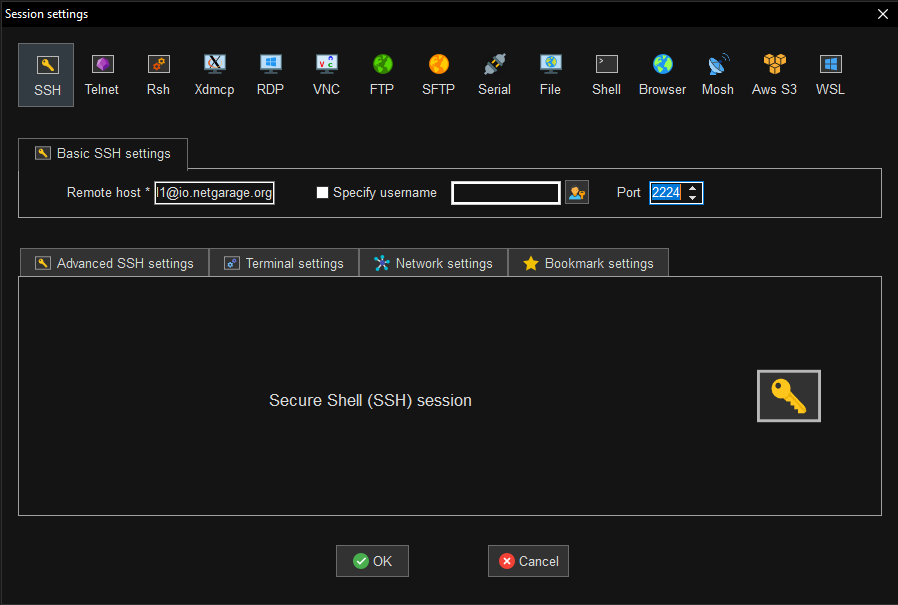 Session settings
SSH Telnet Rsh Xdmcp RDP VNC FTP SFTP Serial File Shell Browser Mosh Aws S3 WSL
Basic SSH settings
Remote host * l1@io.netgarage.org Specify username Port 2224
Advanced SSH settings Terminal settings Network settings Bookmark settings
Secure Shell (SSH) session
OK Cancel